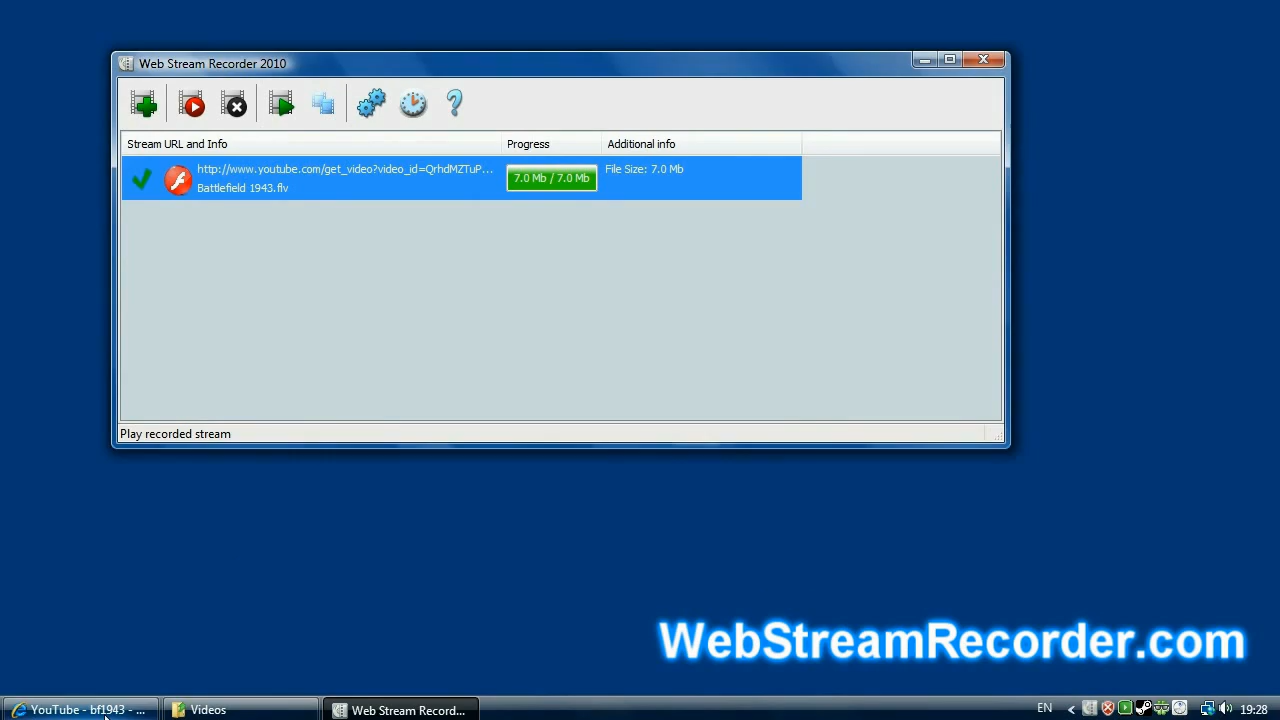 Web Stream Recorder 2010
Stream URL and Info
Progress
Additional info
http://www.youtube.com/get_video?video_id=QrhdMZTuP...
7.0 Mb / 7.0 Mb
File Size: 7.0 Mb
Battlefield 1943.flv
Play recorded stream
WebStreamRecorder.com
YouTube - bf1943 - ...
Videos
Web Stream Record...
EN
19:28